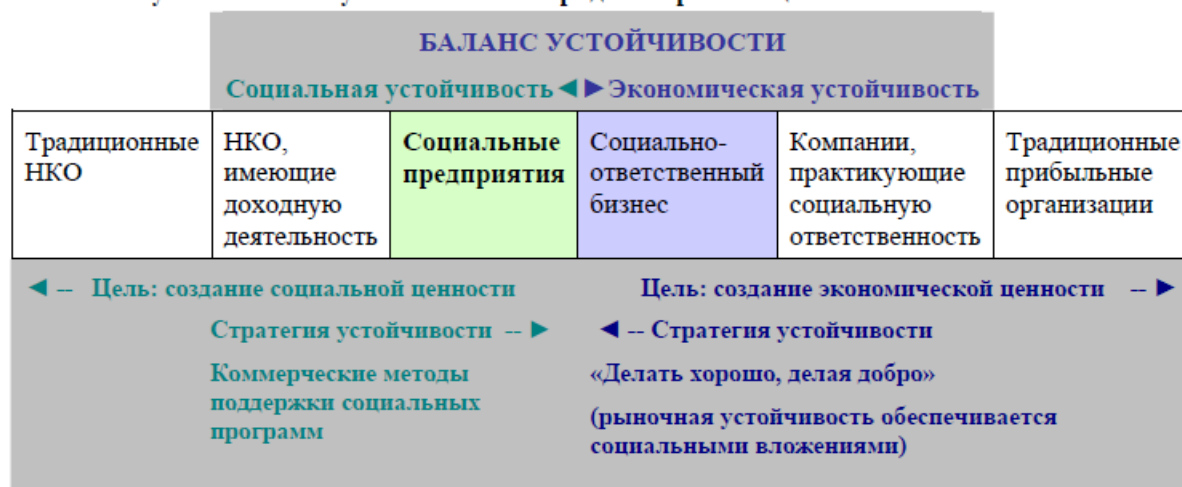 БАЛАНС УСТОЙЧИВОСТИ
Социальная устойчивость ◄ ► Экономическая устойчивость
Традиционные
НКО
НКО,
имеющие
доходную
деятельность
Социальные
предприятия
Социально-
ответственный
бизнес
Компании,
практикующие
социальную
ответственность
Традиционные
прибыльные
организации
◄ -- Цель: создание социальной ценности
Цель: создание экономической ценности -- ►
Стратегия устойчивости -- ►
◄ -- Стратегия устойчивости
Коммерческие методы
поддержки социальных
программ
«Делать хорошо, делая добро»
(рыночная устойчивость обеспечивается
социальными вложениями)